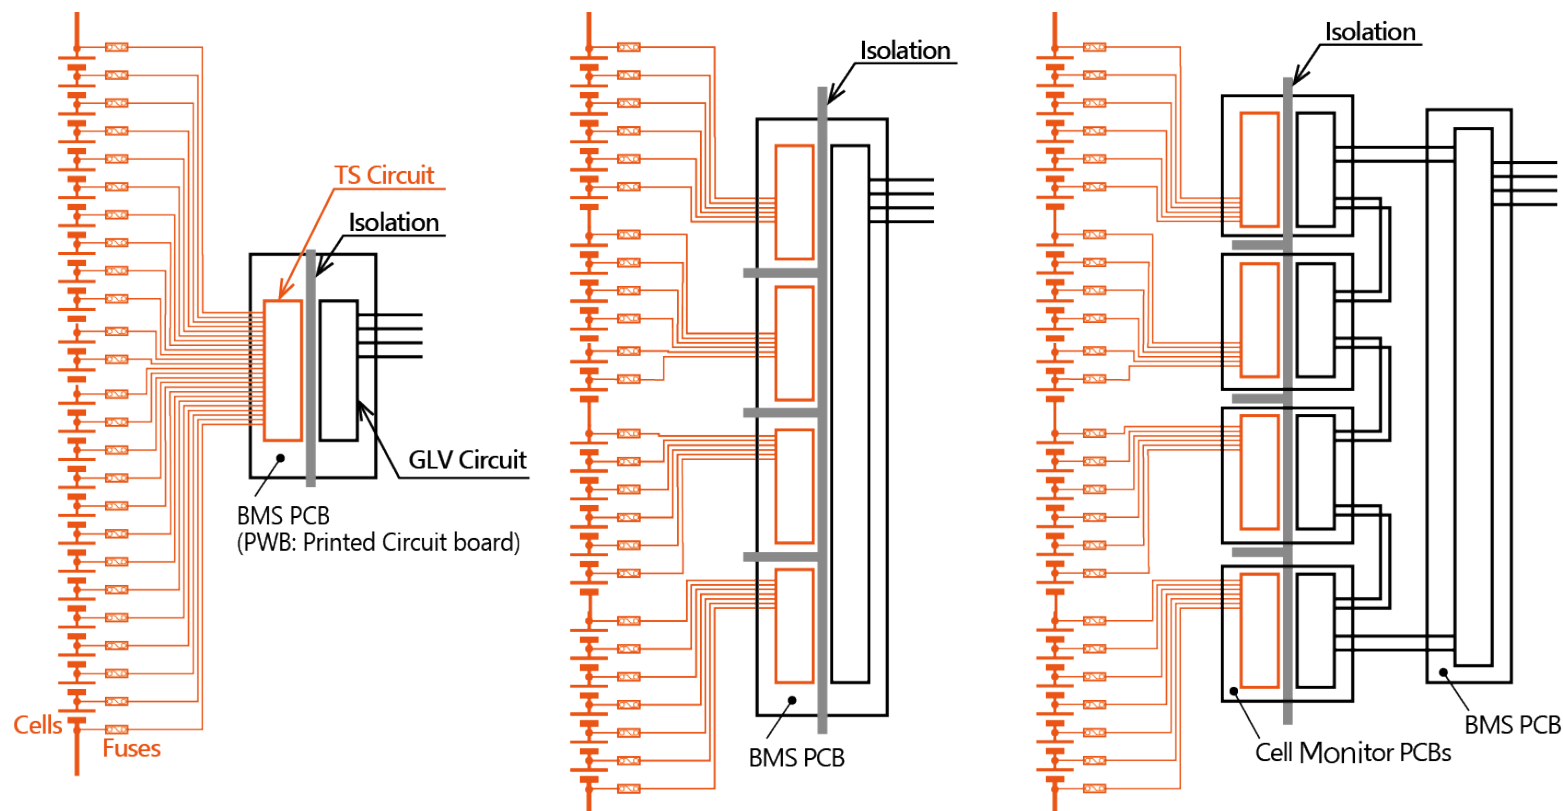 TS Circuit
Isolation
GLV Circuit
BMS PCB
(PWB: Printed Circuit board)
Cells
Fuses
Isolation
BMS PCB
Isolation
Cell Monitor PCBs
BMS PCB